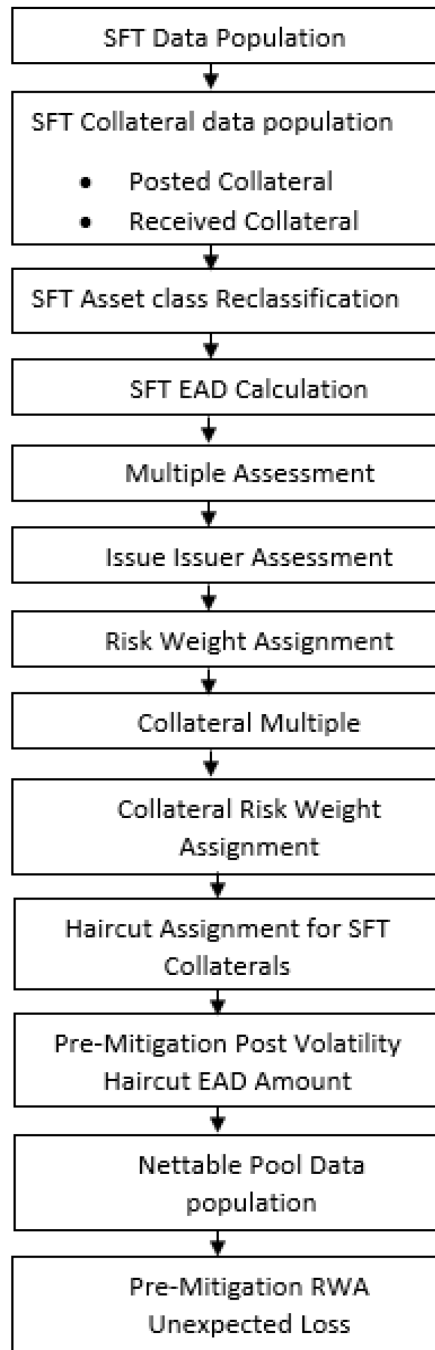 SFT Data Population
SFT Collateral data population
• Posted Collateral
• Received Collateral
SFT Asset class Reclassification
SFT EAD Calculation
Multiple Assessment
Issue Issuer Assessment
Risk Weight Assignment
Collateral Multiple
Collateral Risk Weight
Assignment
Haircut Assignment for SFT
Collaterals
Pre-Mitigation Post Volatility
Haircut EAD Amount
Nettable Pool Data
population
Pre-Mitigation RWA
Unexpected Loss